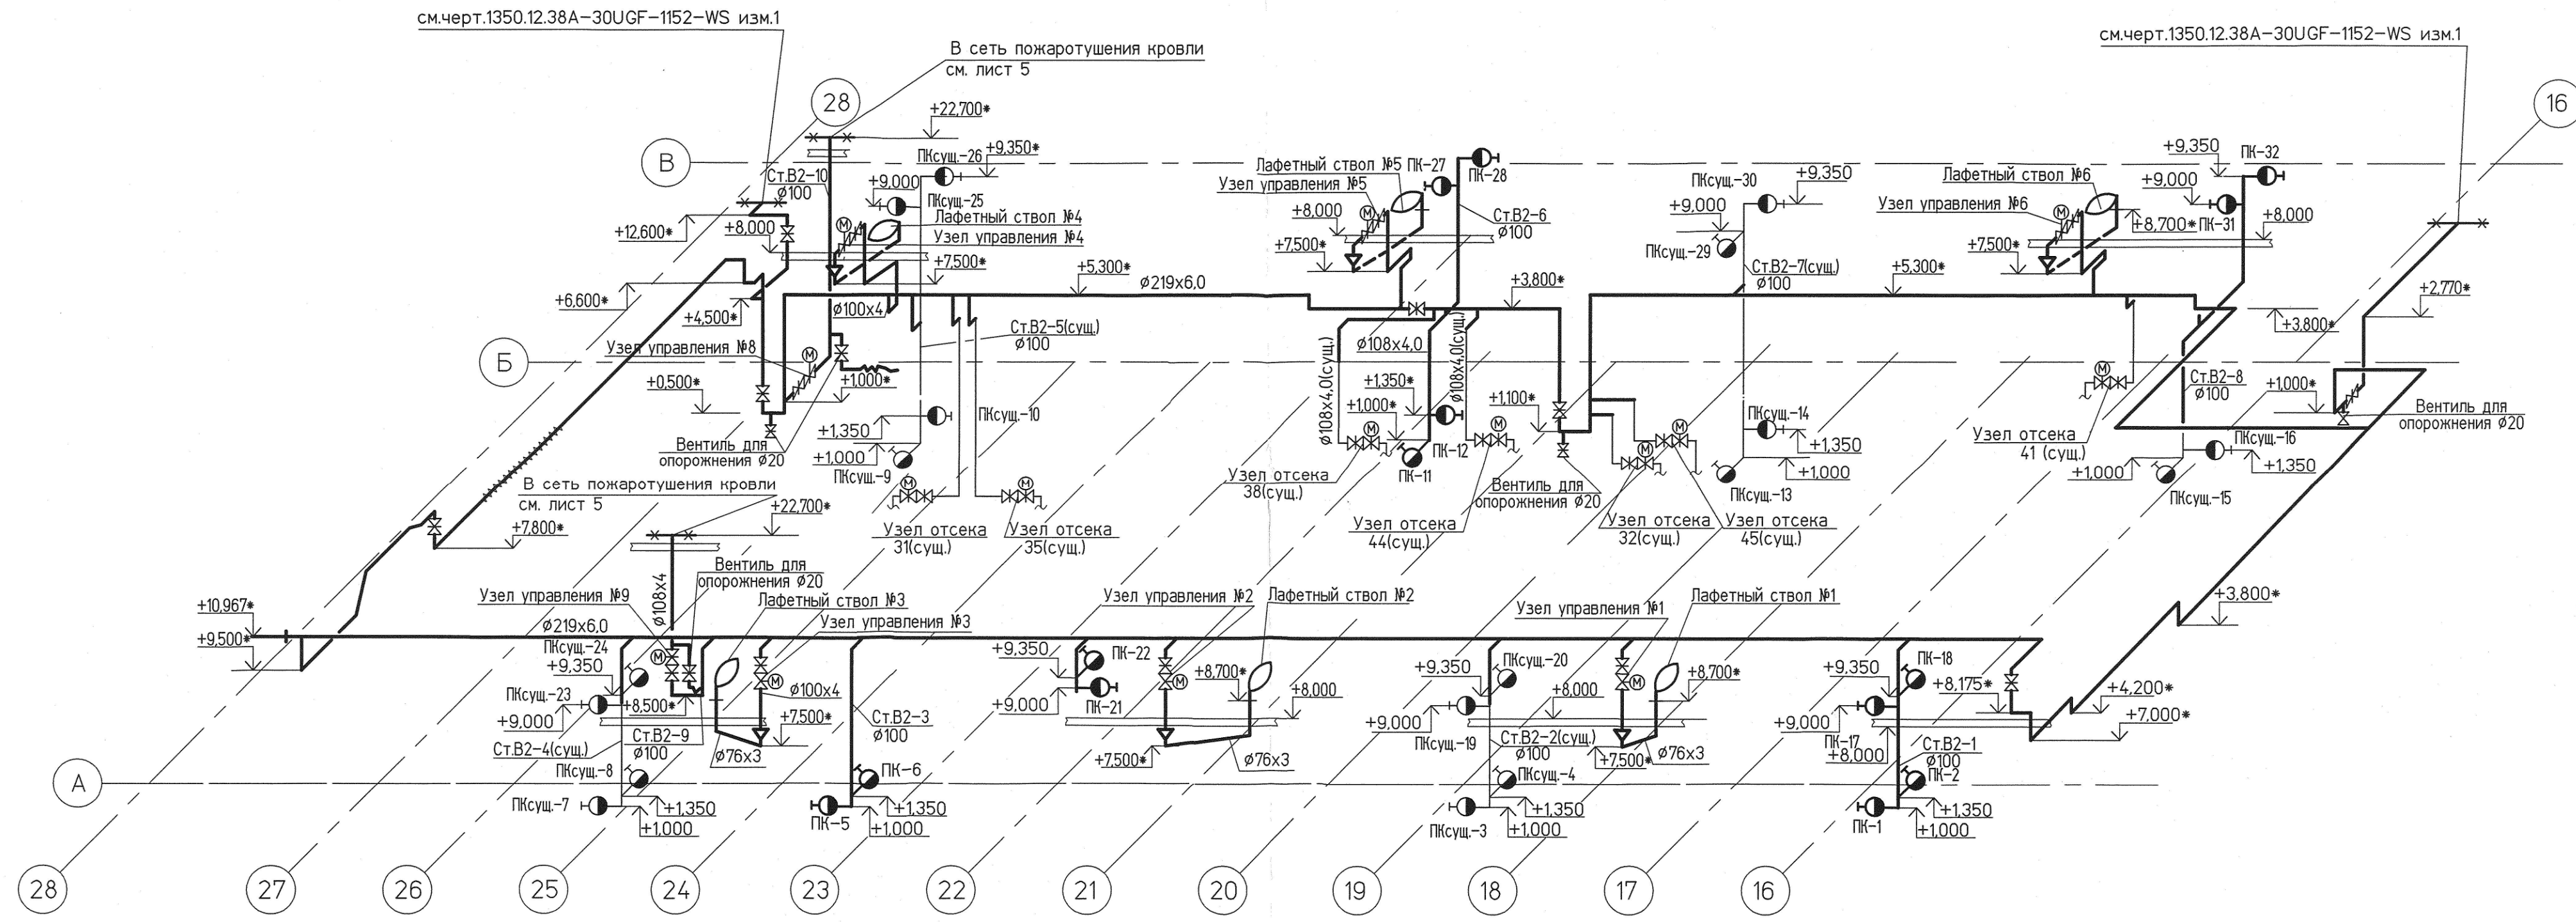 см.черт.1350.12.38А-30UGF-1152-WS изм.1
В сеть пожаротушения кровли
см. лист 5
см.черт.1350.12.38А-30UGF-1152-WS изм.1
28
16
+22,700*
В
ПКсущ.-26
+9,350*
Ст.В2-10
Ø100
+9,000
ПКсущ.-25
Лафетный ствол №4
Узел управления №4
+12,600*
+8,000
+7,500*
М
Лафетный ствол №5
ПК-27
Узел управления №5
ПК-28
+8,000
М
Ст.В2-6
Ø100
+7,500*
ПКсущ.-30
+9,350
+9,000
ПКсущ.-29
Ст.В2-7(сущ.)
Ø100
Лафетный ствол №6
Узел управления №6
М
+9,350
ПК-32
+9,000
+8,700*
ПК-31
+8,000
+7,500*
+6,600*
+4,500*
+5,300*
Ø219х6,0
+3,800*
+5,300*
+2,770*
+3,800*
Ø100х4
Ст.В2-5(сущ.)
Ø100
Узел управления №8
М
Б
+0,500*
+1,000*
Ø108х4,0(сущ.)
Ø108х4,0
Ø108х4,0(сущ.)
+1,350*
+1,000*
+1,100*
М
Ст.В2-8
Ø100
+1,000*
Вентиль для
опорожнения Ø20
Вентиль для
опорожнения Ø20
+1,350
+1,000
ПКсущ.-10
ПКсущ.-9
М
М
Узел отсека
31(сущ.)
Узел отсека
35(сущ.)
М
ПК-12
ПК-11
М
Узел отсека
38(сущ.)
Узел отсека
44(сущ.)
Вентиль для
опорожнения Ø20
М
М
Узел отсека
32(сущ.)
Узел отсека
45(сущ.)
ПКсущ.-14
+1,350
+1,000
ПКсущ.-13
Узел отсека
41 (сущ.)
ПКсущ.-16
+1,350
+1,000
ПКсущ.-15
В сеть пожаротушения кровли
см. лист 5
+22,700*
+7,800*
Вентиль для
опорожнения Ø20
Ø108х4
Узел управления №9
Лафетный ствол №3
Узел управления №3
Узел управления №2
Лафетный ствол №2
Узел управления №1
Лафетный ствол №1
+3,800*
+10,967*
+9,500*
Ø219х6,0
ПКсущ.-24
+9,350
ПКсущ.-23
+9,000
М
+8,500*
М
Ø100х4
+7,500*
Ø76х3
Ст.В2-4(сущ.)
Ст.В2-9
Ø100
Ст.В2-3
Ø100
+9,350
ПК-22
+9,000
ПК-21
М
+8,700*
+8,000
+7,500*
Ø76х3
+9,350
ПКсущ.-20
+9,000
ПКсущ.-19
Ст.В2-2(сущ.)
Ø100
+8,000
М
+8,700*
+7,500*
Ø76х3
+9,350
ПК-18
+9,000
ПК-17
+8,000
+8,175*
+4,200*
+7,000*
Ст.В2-1
Ø100
А
ПКсущ.-8
ПКсущ.-7
+1,350
+1,000
ПК-6
ПК-5
+1,350
+1,000
ПКсущ.-4
ПКсущ.-3
+1,350
+1,000
ПК-2
ПК-1
+1,350
+1,000
28
27
26
25
24
23
22
21
20
19
18
17
16